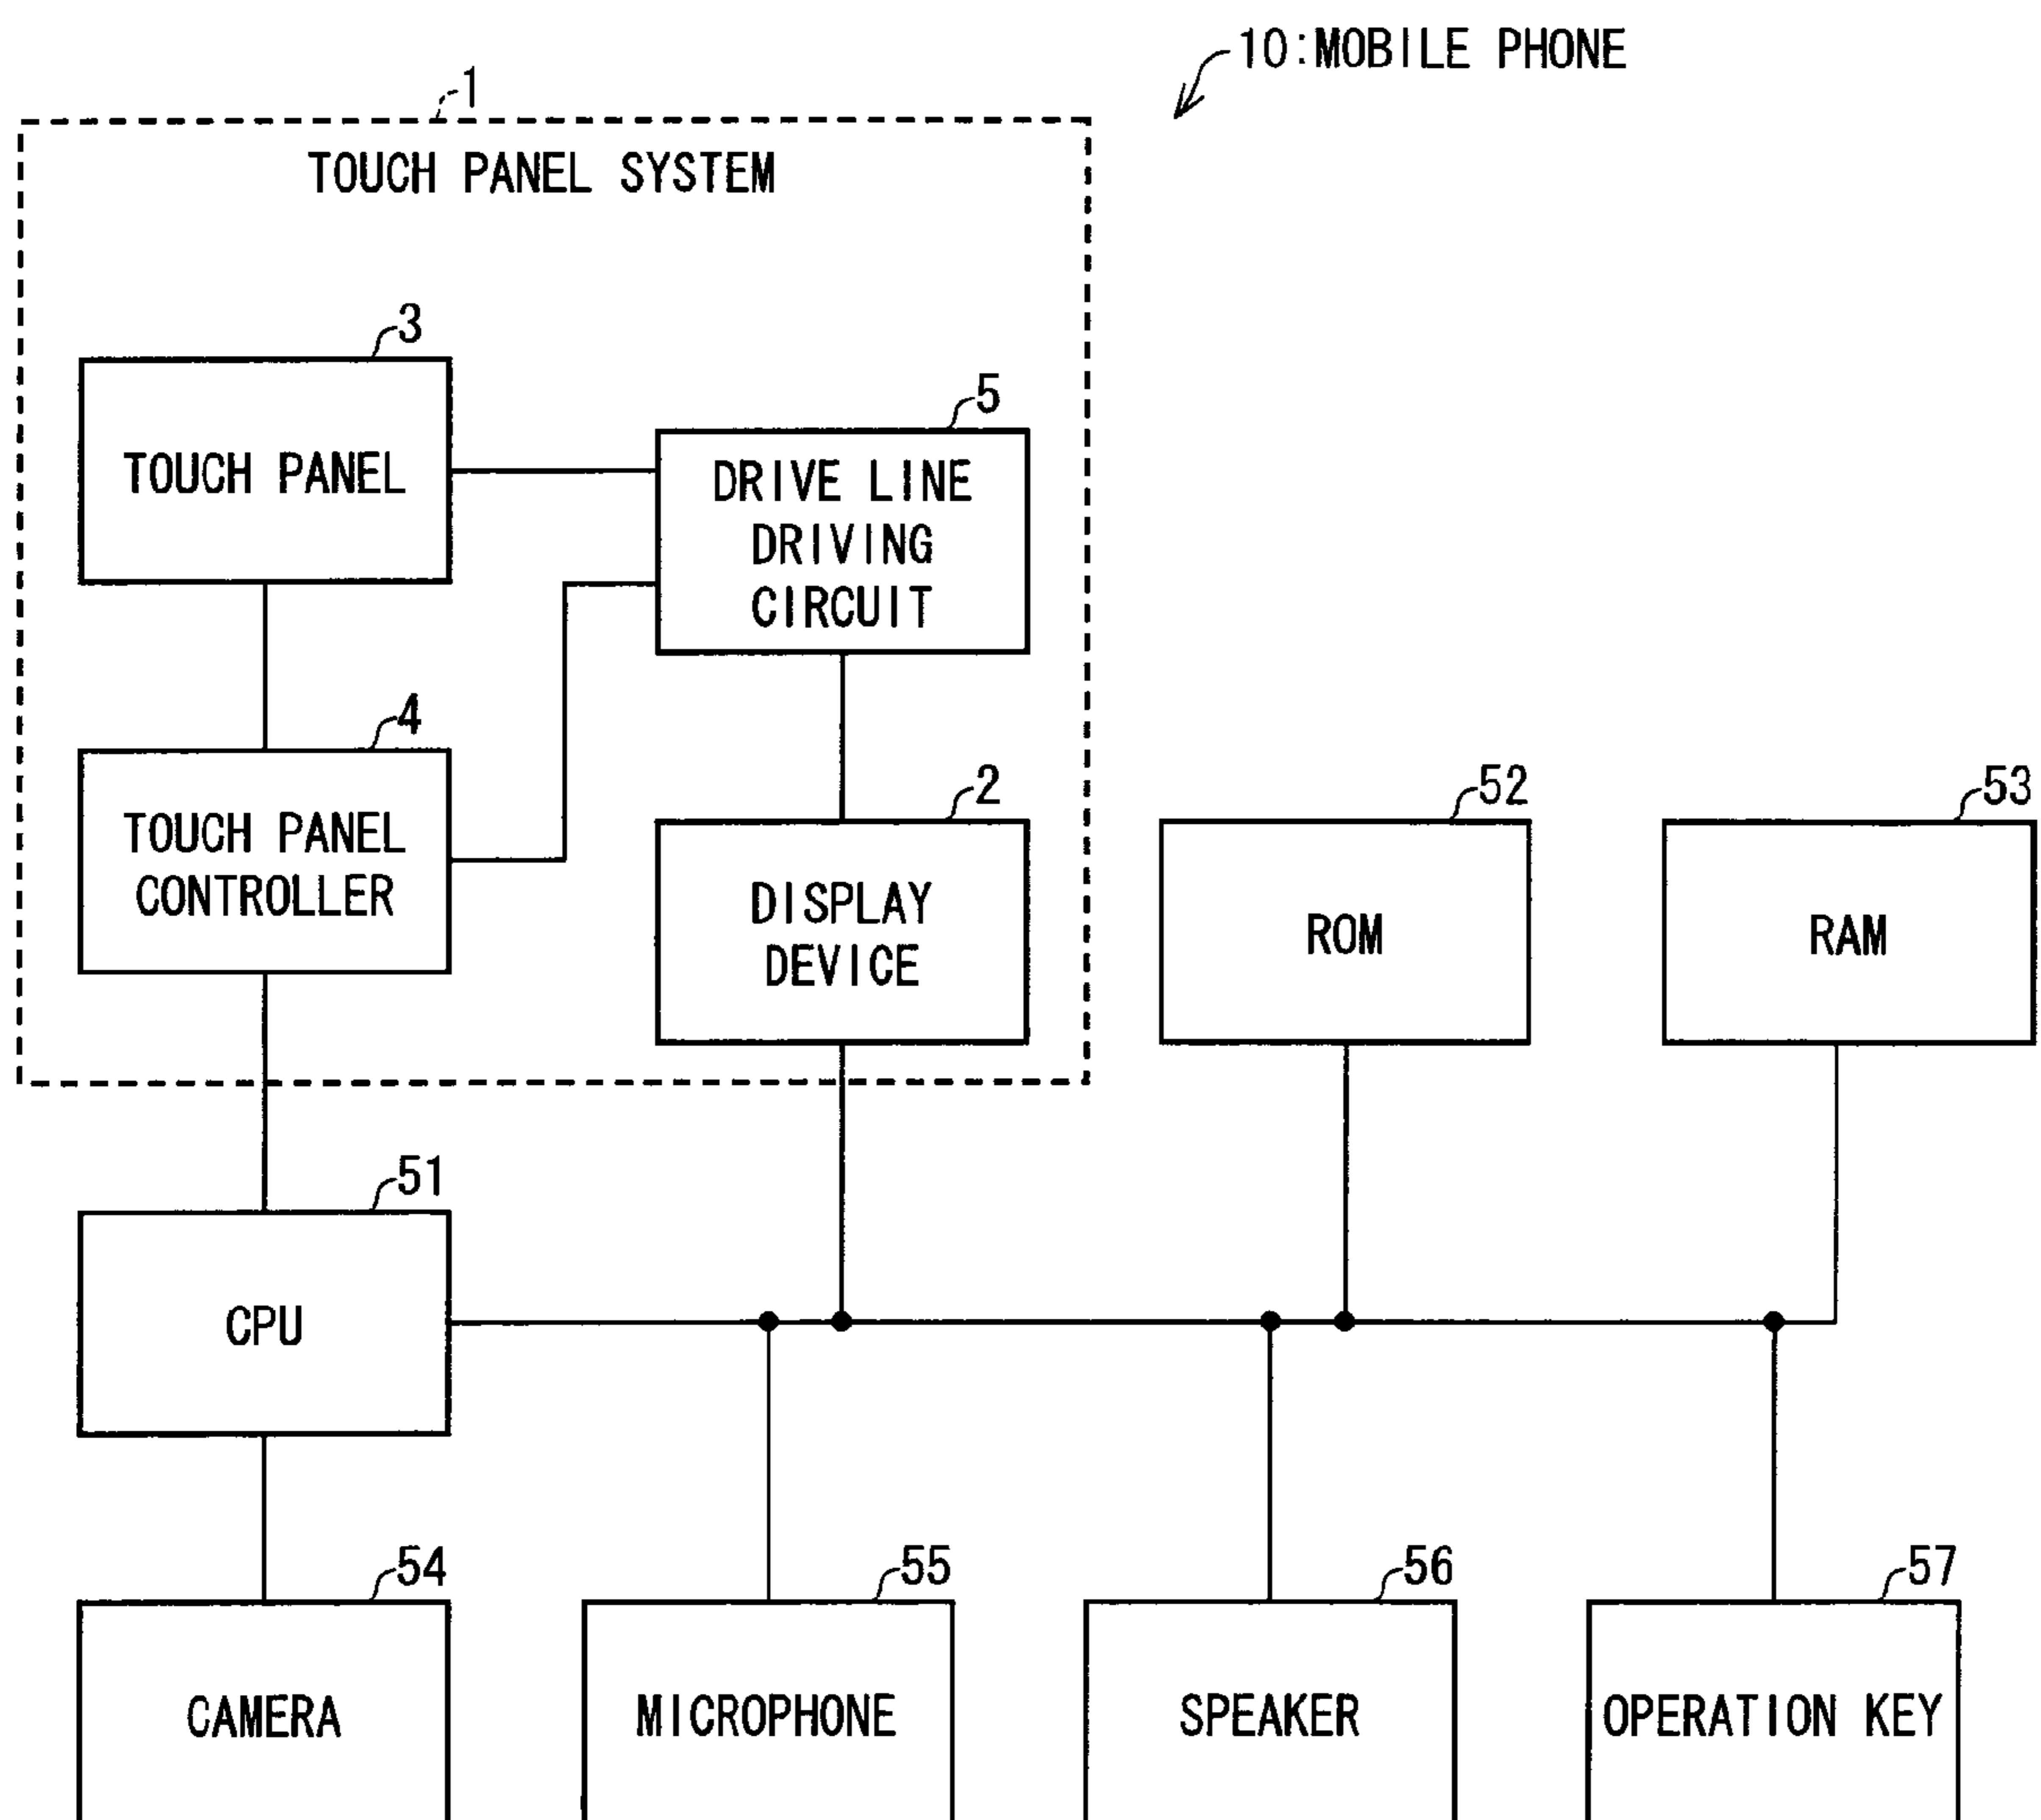 10:MOBILE PHONE
1
TOUCH PANEL SYSTEM
3
TOUCH PANEL
5
DRIVE LINE
DRIVING
CIRCUIT
4
TOUCH PANEL
CONTROLLER
2
DISPLAY
DEVICE
52
ROM
53
RAM
51
CPU
54
CAMERA
55
MICROPHONE
56
SPEAKER
57
OPERATION KEY